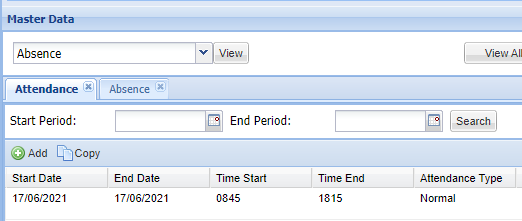 Master Data
Absence View View All
Attendance Absence
Start Period: End Period: Search
Add Copy
Start Date End Date Time Start Time End Attendance Type
17/06/2021 17/06/2021 0845 1815 Normal